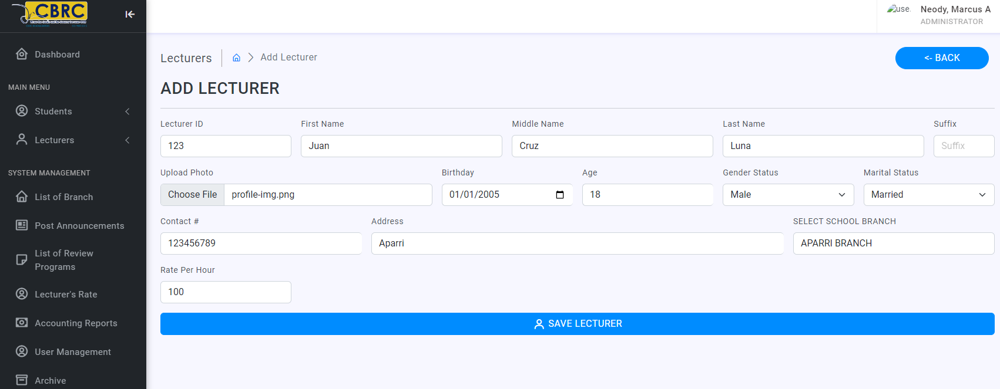 CBRC
use.
Neody, Marcus A
ADMINISTRATOR
Dashboard
MAIN MENU
Students
Lecturers
SYSTEM MANAGEMENT
List of Branch
Post Announcements
List of Review
Programs
Lecturer's Rate
Accounting Reports
User Management
Archive
Lecturers
Add Lecturer
<- BACK
ADD LECTURER
Lecturer ID First Name Middle Name Last Name Suffix
123 Juan Cruz Luna Suffix
Upload Photo Birthday Age Gender Status Marital Status
Choose File profile-img.png 01/01/2005 18 Male Married
Contact # Address SELECT SCHOOL BRANCH
123456789 Aparri APARRI BRANCH
Rate Per Hour
100
SAVE LECTURER